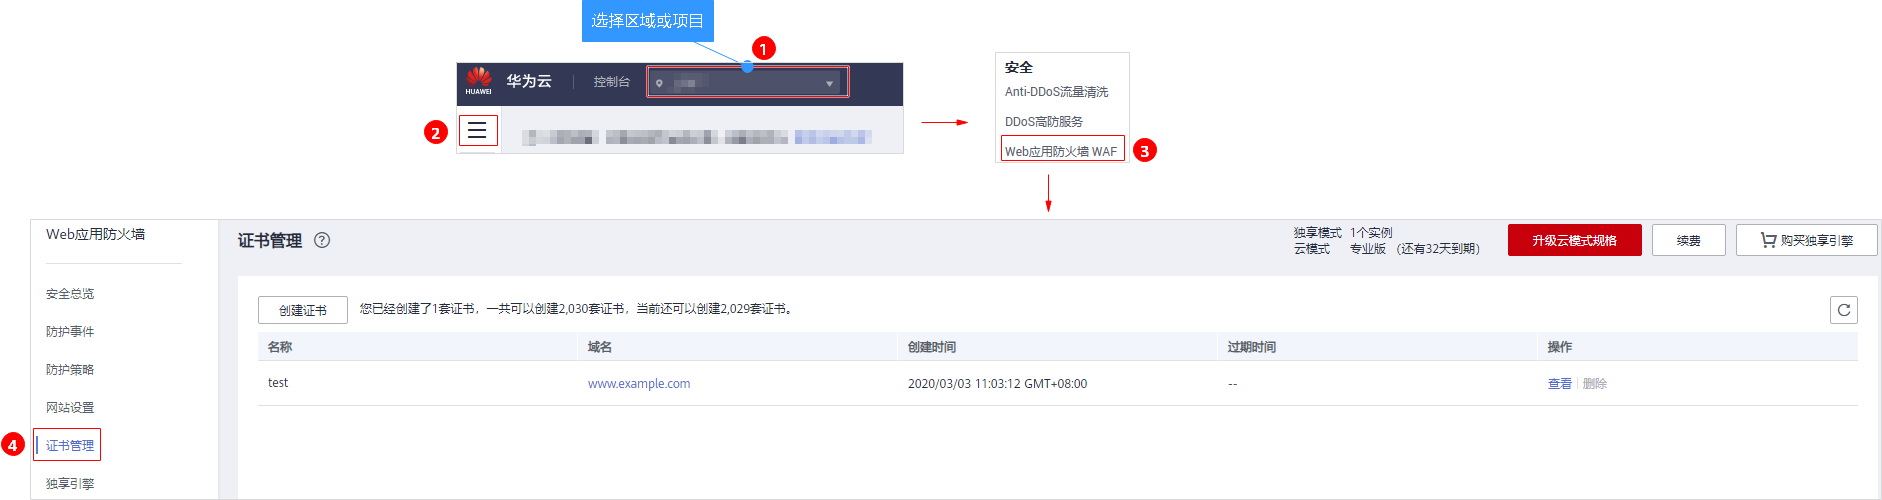 选择区域或项目
1
HUAWEI
华为云
控制台
2
安全
Anti-DDoS流量清洗
DDoS高防服务
Web应用防火墙 WAF
3
Web应用防火墙
安全总览
防护事件
防护策略
网站设置
4
证书管理
独享引擎
证书管理 ?
独享模式 1个实例
云模式 专业版 (还有32天到期)
升级云模式规格
续费
购买独享引擎
创建证书
您已经创建了1套证书，一共可以创建2,030套证书，当前还可以创建2,029套证书。
名称 域名 创建时间 过期时间 操作
test www.example.com 2020/03/03 11:03:12 GMT+08:00 -- 查看 | 删除